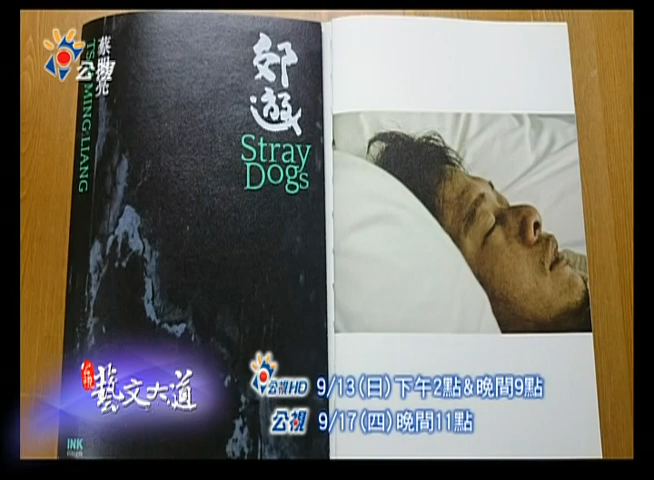 公視
蔡明亮
TSAI MING-LIANG
郊遊
Stray
Dogs
藝文大道
公視HD 9/13(日)下午2點&晚間9點
公視 9/17(四)晚間11點
INK